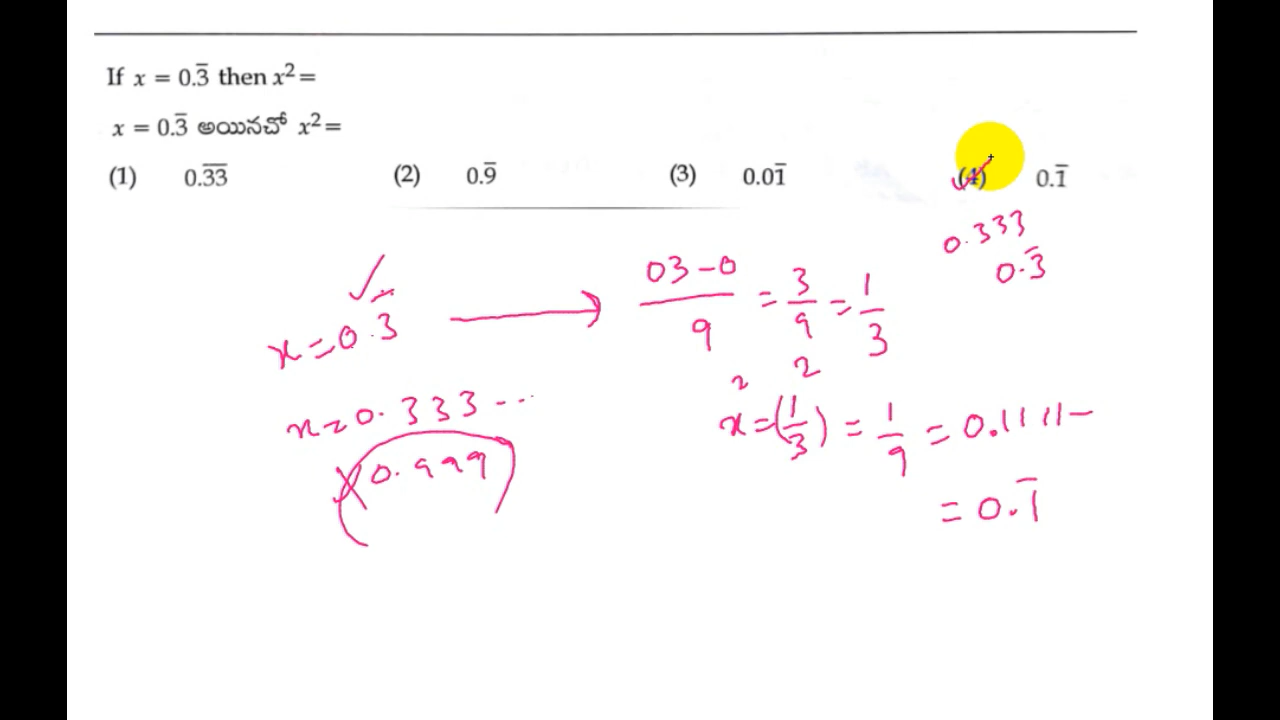 If x = 0.3̅ then x² =
x = 0.3̅ అయినచో x² =
(1) 0.3̅3̅ (2) 0.9̅ (3) 0.01̅ (4) 0.1̅
0.333
0.3̅
x = 0.3̅ → 03-0/9 = 3/9 = 1/3
x = 0.333...
0.999
x² = (1/3)² = 1/9 = 0.1111-
= 0.1̅